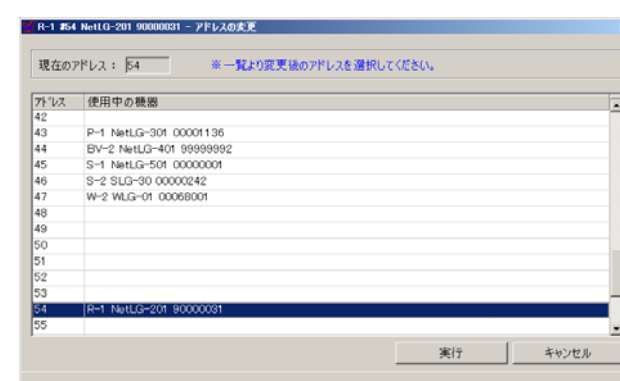 R-1 #54 NetLG-201 90000031 - アドレスの変更
現在のアドレス： 54 ※ 一覧より変更後のアドレスを選択してください。
ｱﾄﾞﾚｽ 使用中の機器
42
43 P-1 NetLG-301 00001136
44 BV-2 NetLG-401 99999992
45 S-1 NetLG-501 00000001
46 S-2 SLG-30 00000242
47 W-2 WLG-01 00068001
48
49
50
51
52
53
54 R-1 NetLG-201 90000031
55
実行 キャンセル